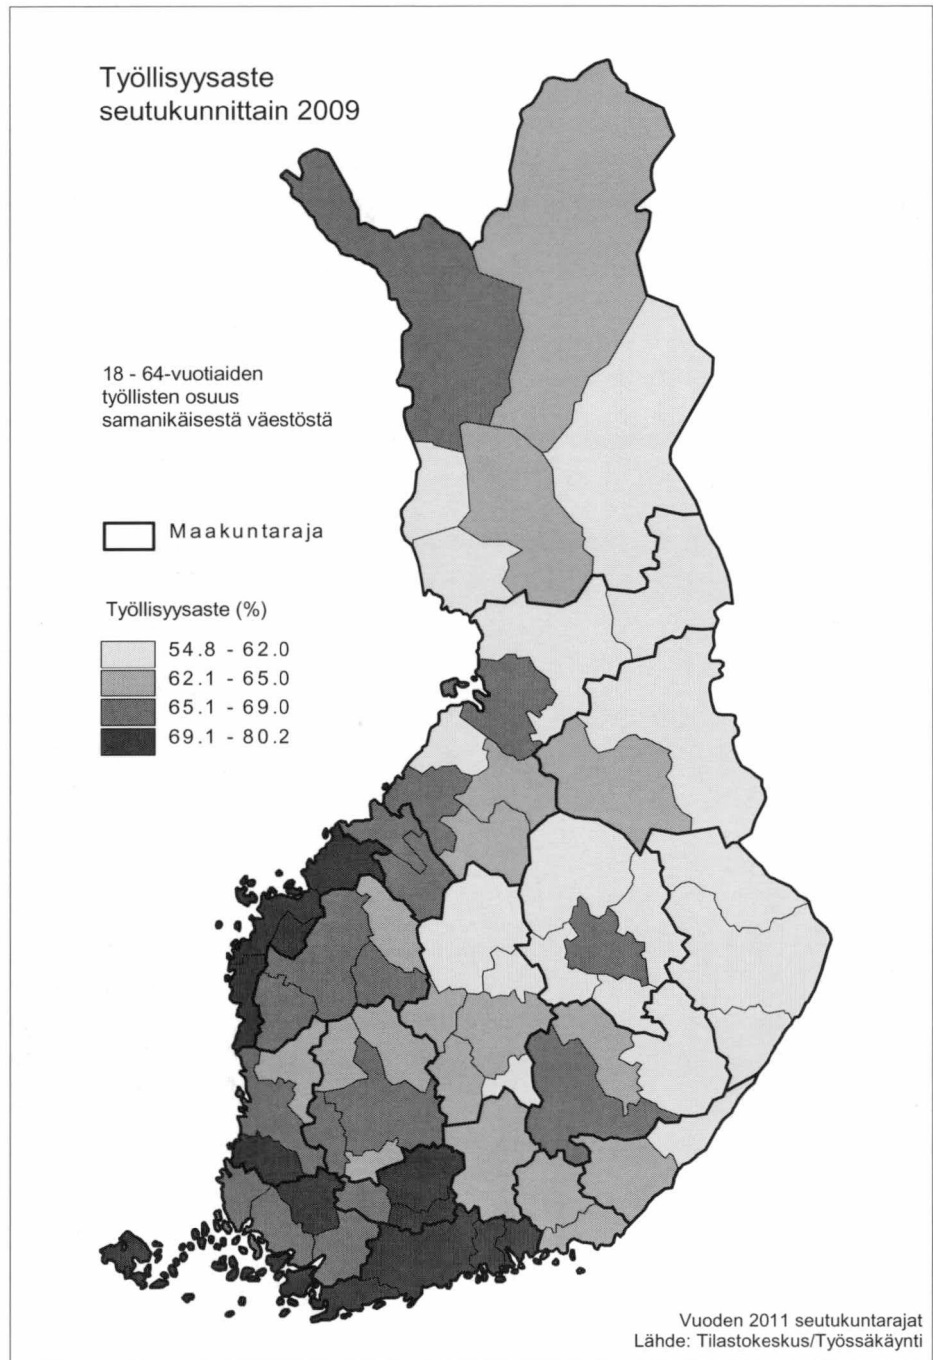 Työllisyysaste
seutukunnittain 2009
18 - 64-vuotiaiden
työllisten osuus
samanikäisestä väestöstä
Maakuntaraja
Työllisyysaste (%)
54.8 - 62.0
62.1 - 65.0
65.1 - 69.0
69.1 - 80.2
Vuoden 2011 seutukuntarajat
Lähde: Tilastokeskus/Työssäkäynti